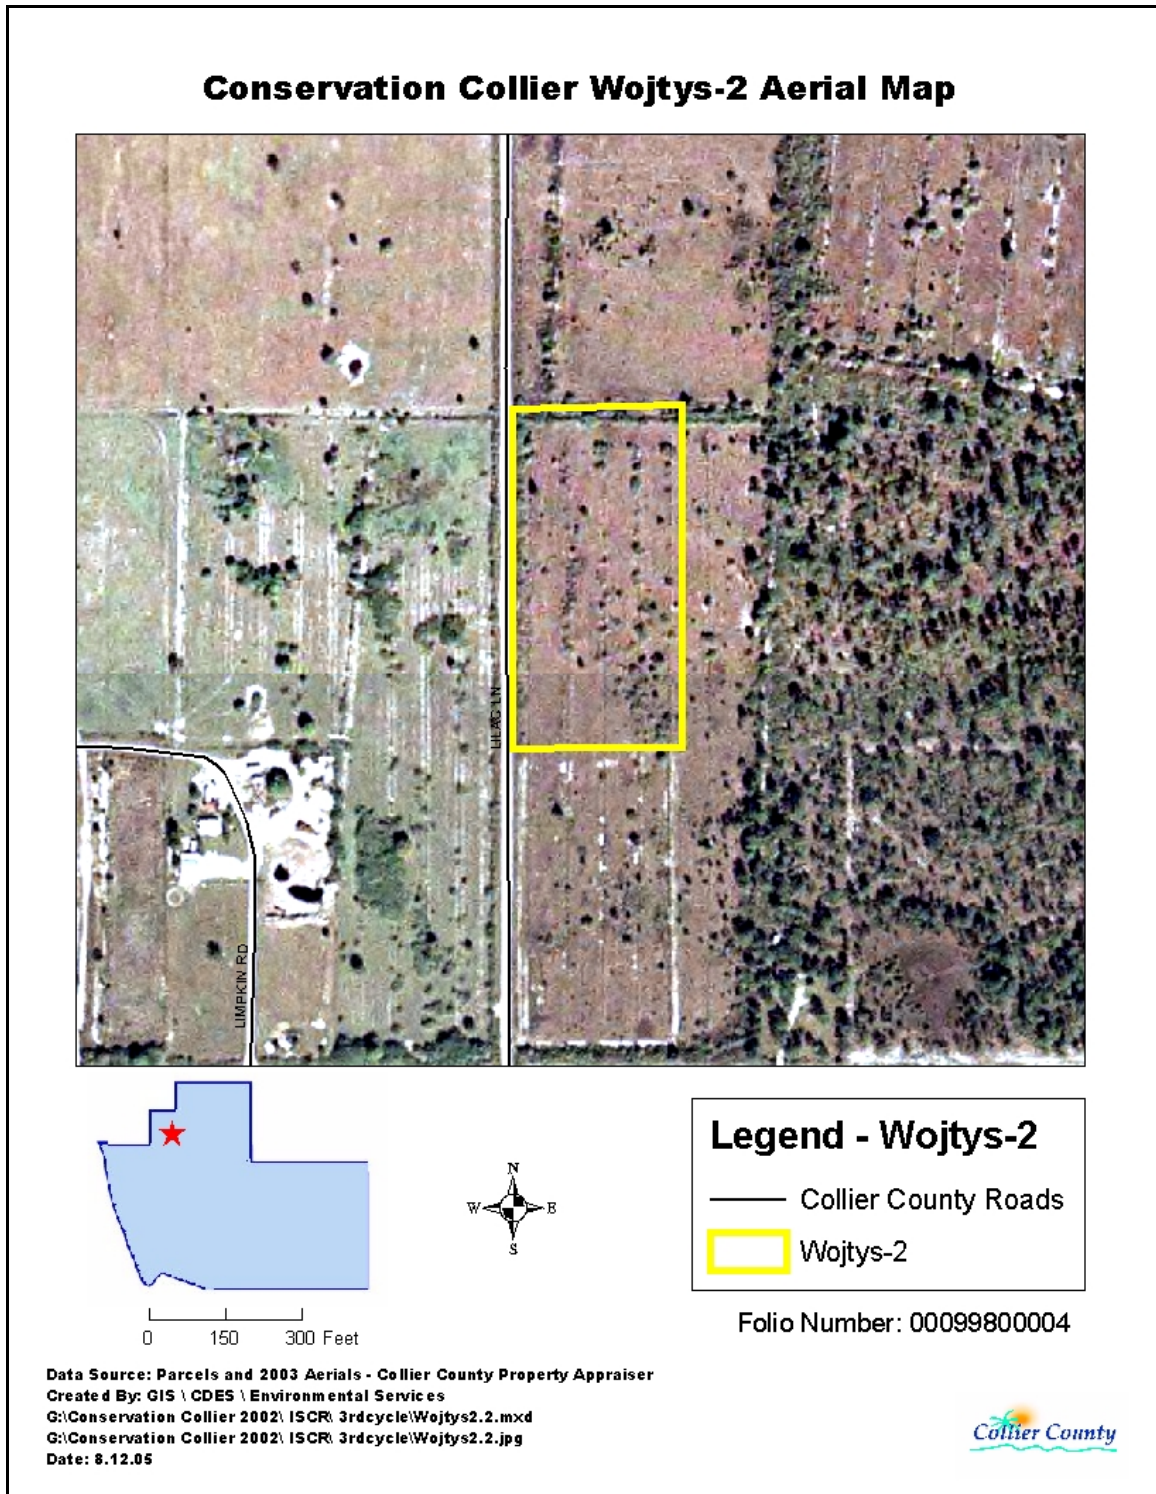 Conservation Collier Wojtys-2 Aerial Map
LILAC LN
LIMPKIN RD
N
W E
S
0 150 300 Feet
Legend - Wojtys-2
Collier County Roads
Wojtys-2
Folio Number: 00099800004
Data Source: Parcels and 2003 Aerials - Collier County Property Appraiser
Created By: GIS \ CDES \ Environmental Services
G:\Conservation Collier 2002\ ISCR\ 3rdcycle\Wojtys2.2.mxd
G:\Conservation Collier 2002\ ISCR\ 3rdcycle\Wojtys2.2.jpg
Date: 8.12.05
Collier County